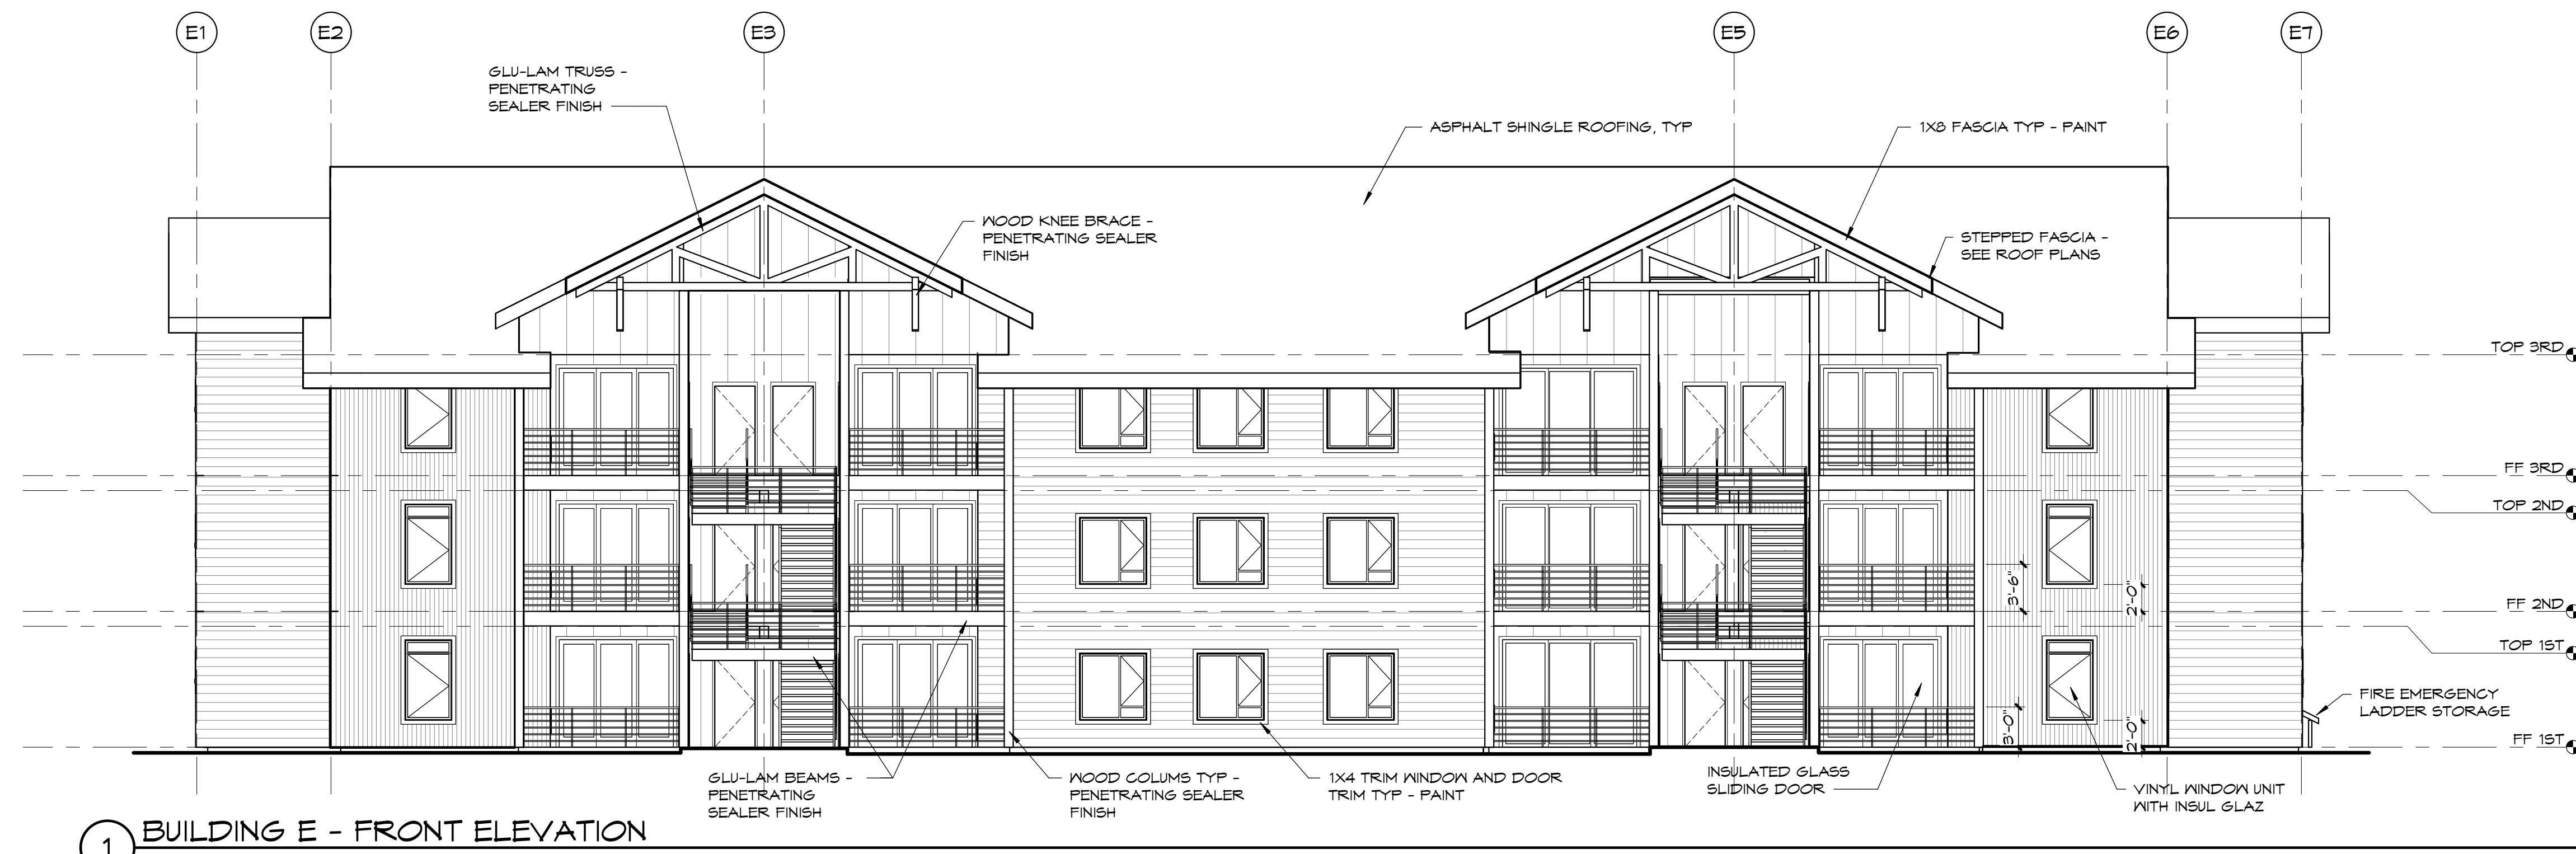 E1
E2
E3
E5
E6
E7
GLU-LAM TRUSS -
PENETRATING
SEALER FINISH
ASPHALT SHINGLE ROOFING, TYP
1X8 FASCIA TYP - PAINT
WOOD KNEE BRACE -
PENETRATING SEALER
FINISH
STEPPED FASCIA -
SEE ROOF PLANS
TOP 3RD
FF 3RD
TOP 2ND
3'-6"
2'-0"
FF 2ND
TOP 1ST
FIRE EMERGENCY
LADDER STORAGE
3'-0"
2'-0"
FF 1ST
GLU-LAM BEAMS -
PENETRATING
SEALER FINISH
WOOD COLUMS TYP -
PENETRATING SEALER
FINISH
1X4 TRIM WINDOW AND DOOR
TRIM TYP - PAINT
INSULATED GLASS
SLIDING DOOR
VINYL WINDOW UNIT
WITH INSUL GLAZ
1
BUILDING E - FRONT ELEVATION